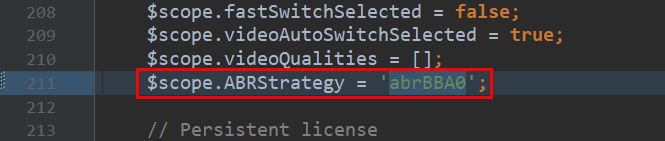 208 $scope.fastSwitchSelected = false;
209 $scope.videoAutoSwitchSelected = true;
210 $scope.videoQualities = [];
211 $scope.ABRStrategy = 'abrBBA0';
212
213 // Persistent license